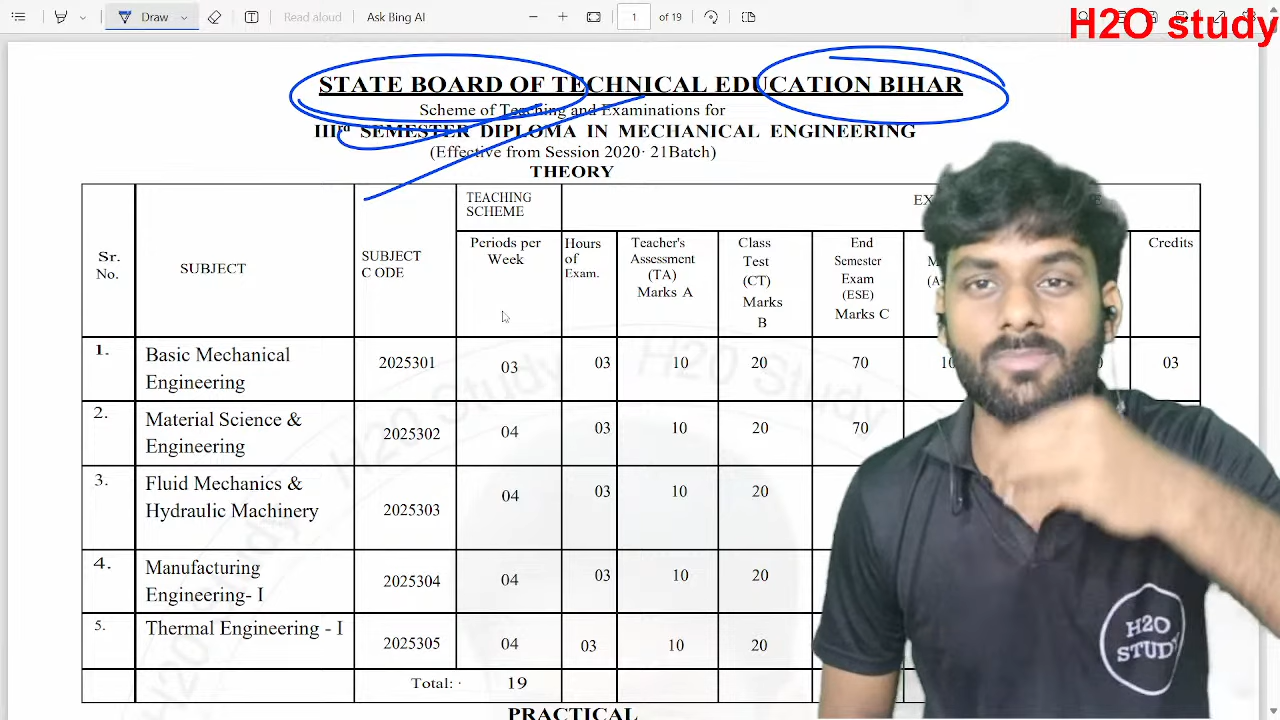 Draw
Read aloud
Ask Bing AI
1 of 19
H2O study
STATE BOARD OF TECHNICAL EDUCATION BIHAR
Scheme of Teaching and Examinations for
IIIrd SEMESTER DIPLOMA IN MECHANICAL ENGINEERING
(Effective from Session 2020· 21Batch)
THEORY
Sr. No.
SUBJECT
SUBJECT C ODE
TEACHING SCHEME
Periods per Week
Hours of Exam.
Teacher's Assessment (TA) Marks A
Class Test (CT) Marks B
End Semester Exam (ESE) Marks C
Credits
1. Basic Mechanical Engineering 2025301 03 03 10 20 70 03
2. Material Science & Engineering 2025302 04 03 10 20 70
3. Fluid Mechanics & Hydraulic Machinery 2025303 04 03 10 20
4. Manufacturing Engineering- I 2025304 04 03 10 20
5. Thermal Engineering - I 2025305 04 03 10 20
Total: · 19
PRACTICAL
H2O Study
H2O Study
H2O Study
H2O STUDY